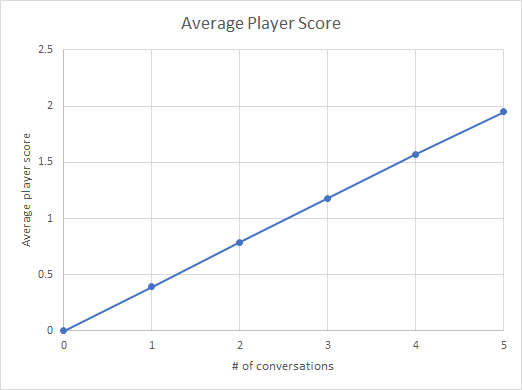 Average Player Score
2.5
2
1.5
1
0.5
0
Average player score
0 1 2 3 4 5
# of conversations